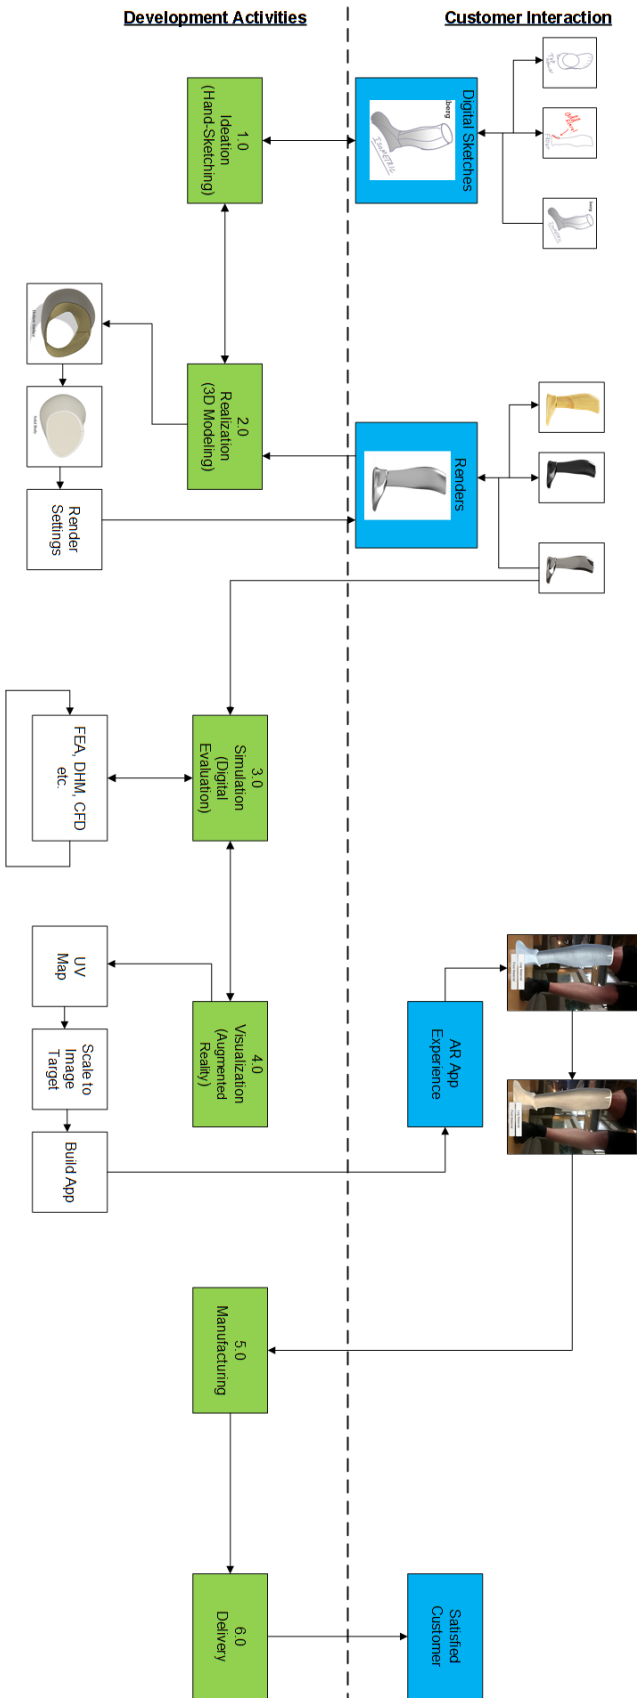 Development Activities
Customer Interaction
1.0
Ideation
(Hand-Sketching)
Digital Sketches
ISOMETRIC
2.0
Realization
(3D Modeling)
Renders
Render
Settings
3.0
Simulation
(Digital
Evaluation)
FEA, DHM, CFD
etc.
4.0
Visualization
(Augmented
Reality)
UV
Map
Scale to
Image
Target
Build App
AR App
Experience
5.0
Manufacturing
6.0
Delivery
Satisfied
Customer